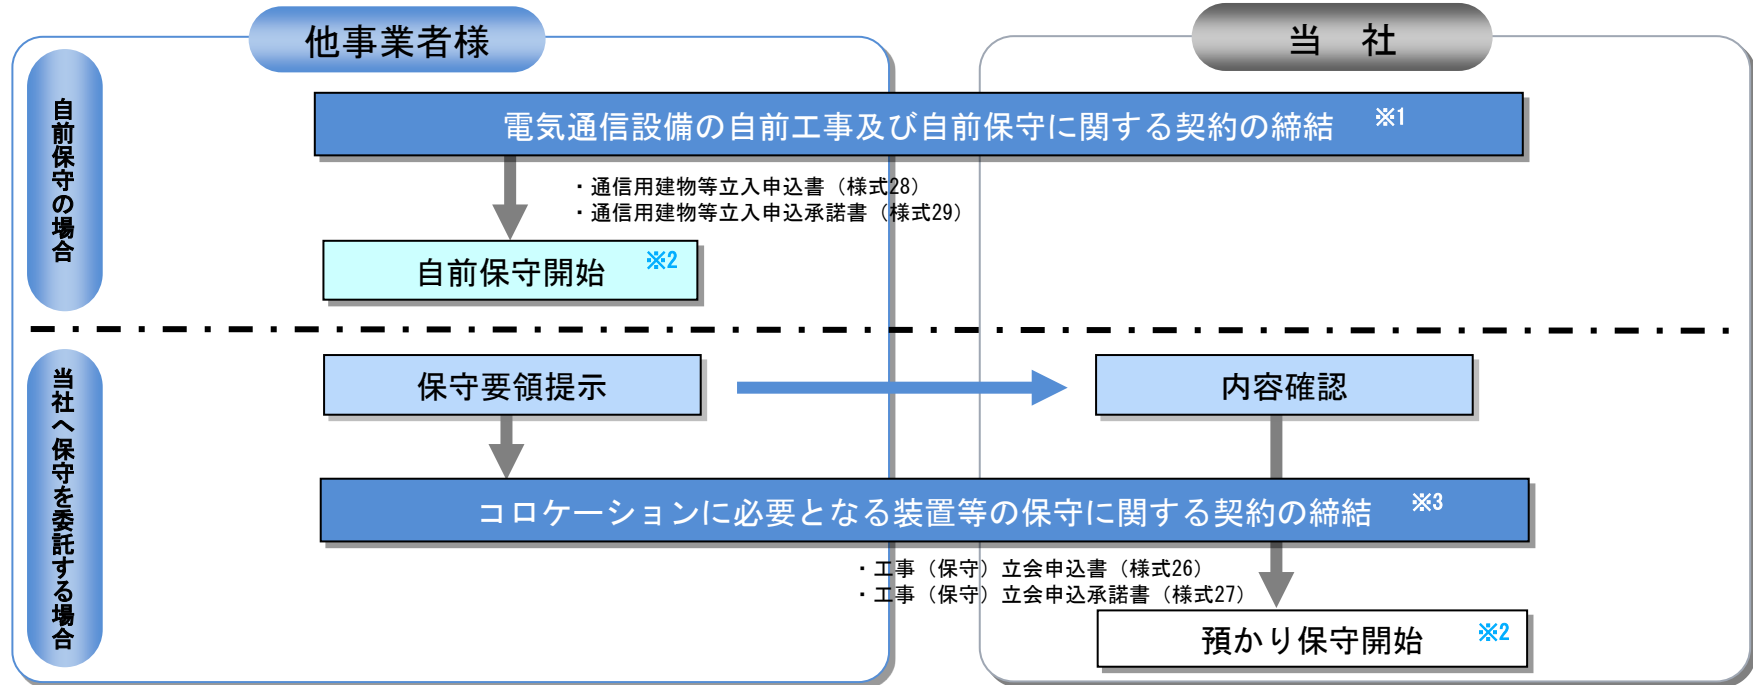 他事業者様
当　社
自前保守の場合
電気通信設備の自前工事及び自前保守に関する契約の締結 ※1
・通信用建物等立入申込書（様式28）
・通信用建物等立入申込承諾書（様式29）
自前保守開始 ※2
当社へ保守を委託する場合
保守要領提示
内容確認
コロケーションに必要となる装置等の保守に関する契約の締結 ※3
・工事（保守）立会申込書（様式26）
・工事（保守）立会申込承諾書（様式27）
預かり保守開始 ※2